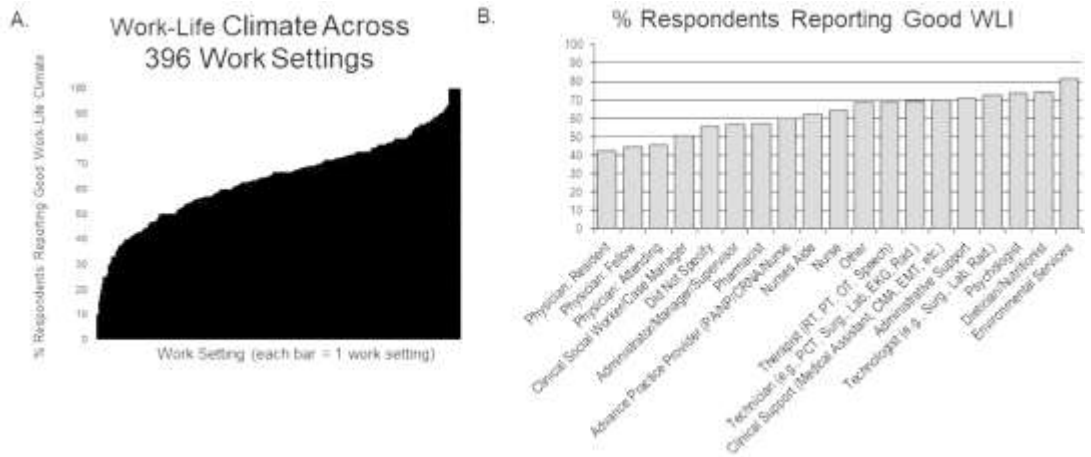 A.
Work-Life Climate Across
396 Work Settings
% Respondents Reporting Good Work-Life Climate
100
90
80
70
60
50
40
30
20
10
0
Work Setting (each bar = 1 work setting)
B.
% Respondents Reporting Good WLI
100
90
80
70
60
50
40
30
20
10
0
Physician: Resident
Physician: Fellow
Physician: Attending
Clinical Social Worker/Case Manager
Did Not Specify
Administrator/Manager/Supervisor
Pharmacist
Advance Practice Provider (PA/NP/CRNA/Nurse
Nurses Aide
Nurse
Other
Therapist (RT, PT, OT, Speech)
Technician (e.g., PCT, Surg., Lab, EKG, Rad.)
Clinical Support (Medical Assistant, CMA, EMT, etc.)
Administrative Support
Technologist (e.g., Surg., Lab, Rad.)
Psychologist
Dietician/Nutritionist
Environmental Services